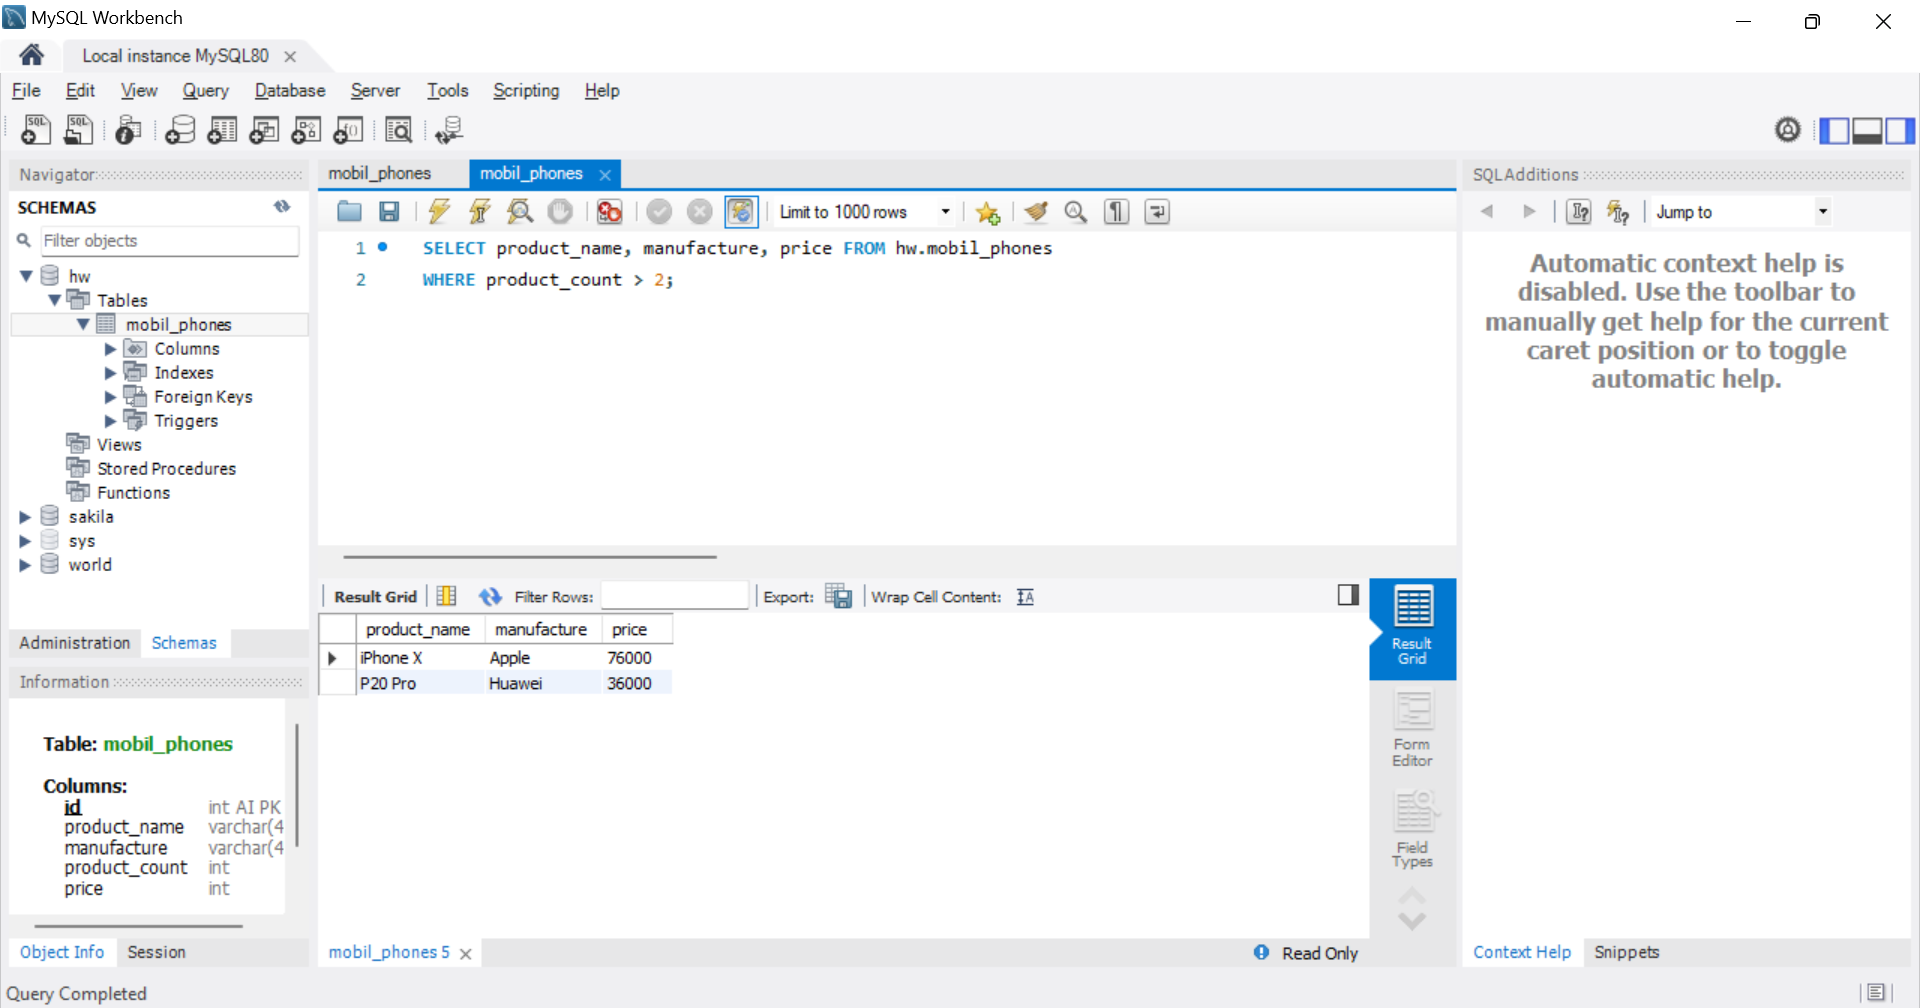 MySQL Workbench
Local instance MySQL80
File Edit View Query Database Server Tools Scripting Help
Navigator
SCHEMAS
Filter objects
hw
Tables
mobil_phones
Columns
Indexes
Foreign Keys
Triggers
Views
Stored Procedures
Functions
sakila
sys
world
Administration Schemas
Information
Table: mobil_phones
Columns:
id int AI PK
product_name varchar(4
manufacture varchar(4
product_count int
price int
Object Info Session
mobil_phones mobil_phones
Limit to 1000 rows
1 SELECT product_name, manufacture, price FROM hw.mobil_phones
2 WHERE product_count > 2;
Result Grid Filter Rows: Export: Wrap Cell Content: IA
product_name manufacture price
iPhone X Apple 76000
P20 Pro Huawei 36000
Result
Grid
Form
Editor
Field
Types
mobil_phones 5 Read Only
SQLAdditions
Jump to
Automatic context help is
disabled. Use the toolbar to
manually get help for the current
caret position or to toggle
automatic help.
Context Help Snippets
Query Completed